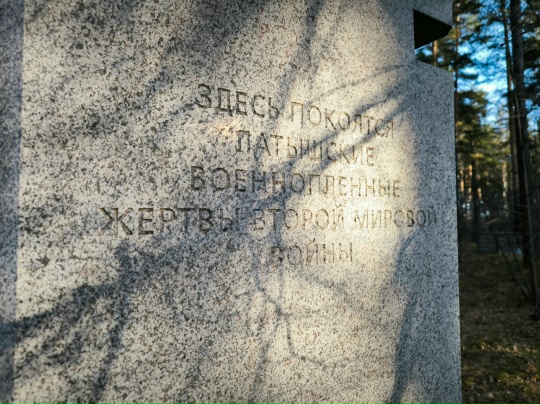 ЗДЕСЬ ПОКОЯТСЯ
ЛАТЫШСКИЕ
ВОЕННОПЛЕННЫЕ
ЖЕРТВЫ ВТОРОЙ МИРОВОЙ
ВОЙНЫ